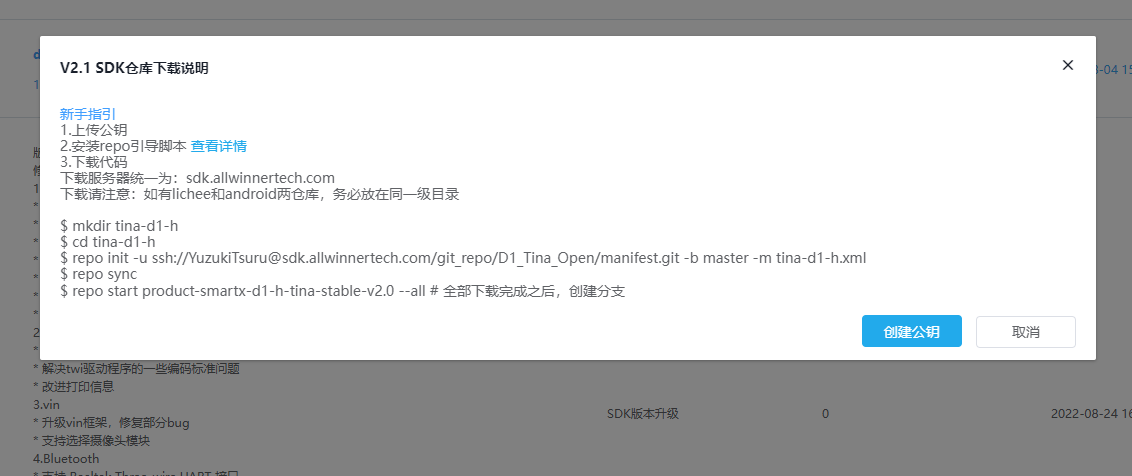 V2.1 SDK仓库下载说明
新手指引
1.上传公钥
2.安装repo引导脚本 查看详情
3.下载代码
下载服务器统一为：sdk.allwinnertech.com
下载请注意：如有lichee和android两仓库，务必放在同一级目录
$ mkdir tina-d1-h
$ cd tina-d1-h
$ repo init -u ssh://YuzukiTsuru@sdk.allwinnertech.com/git_repo/D1_Tina_Open/manifest.git -b master -m tina-d1-h.xml
$ repo sync
$ repo start product-smartx-d1-h-tina-stable-v2.0 --all # 全部下载完成之后，创建分支
创建公钥 取消
* 解决twi驱动程序的一些编码标准问题
* 改进打印信息
3.vin
* 升级vin框架，修复部分bug
SDK版本升级 0 2022-08-24
* 支持选择摄像头模块
4.Bluetooth